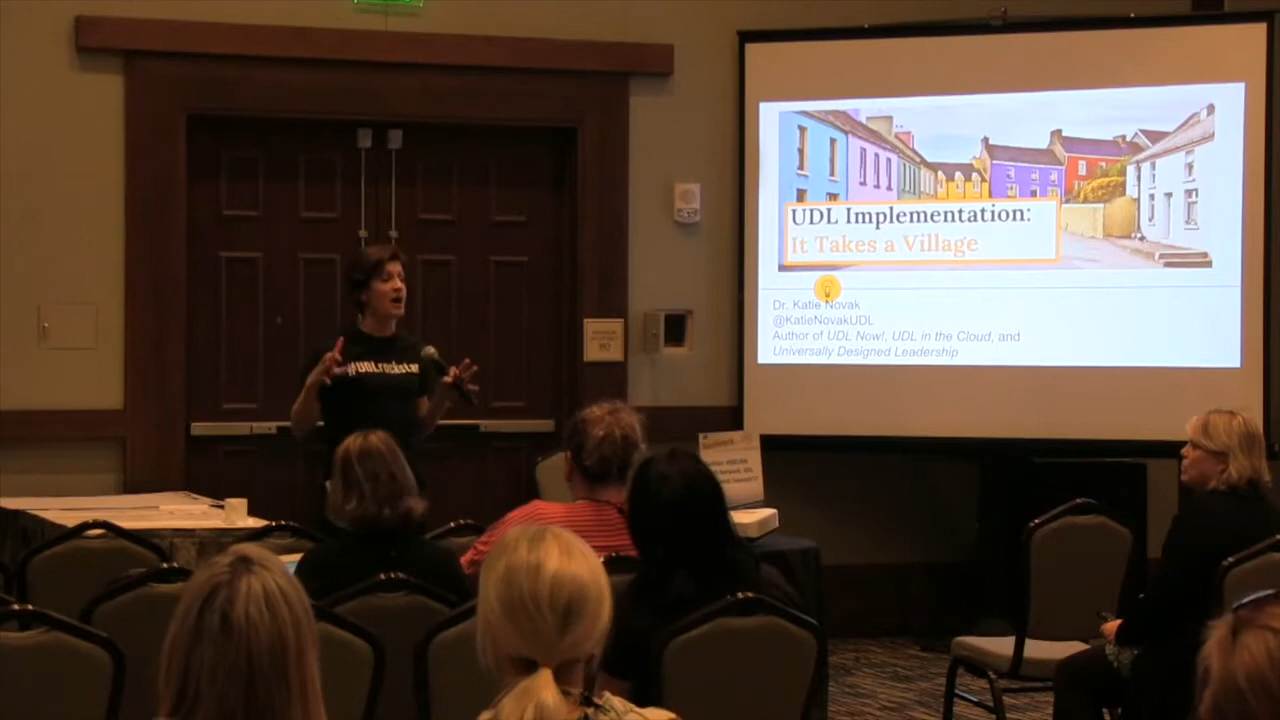 UDL Implementation:
It Takes a Village
Dr. Katie Novak
@KatieNovakUDL
Author of UDL Now!, UDL in the Cloud, and
Universally Designed Leadership
#UDLrockstar